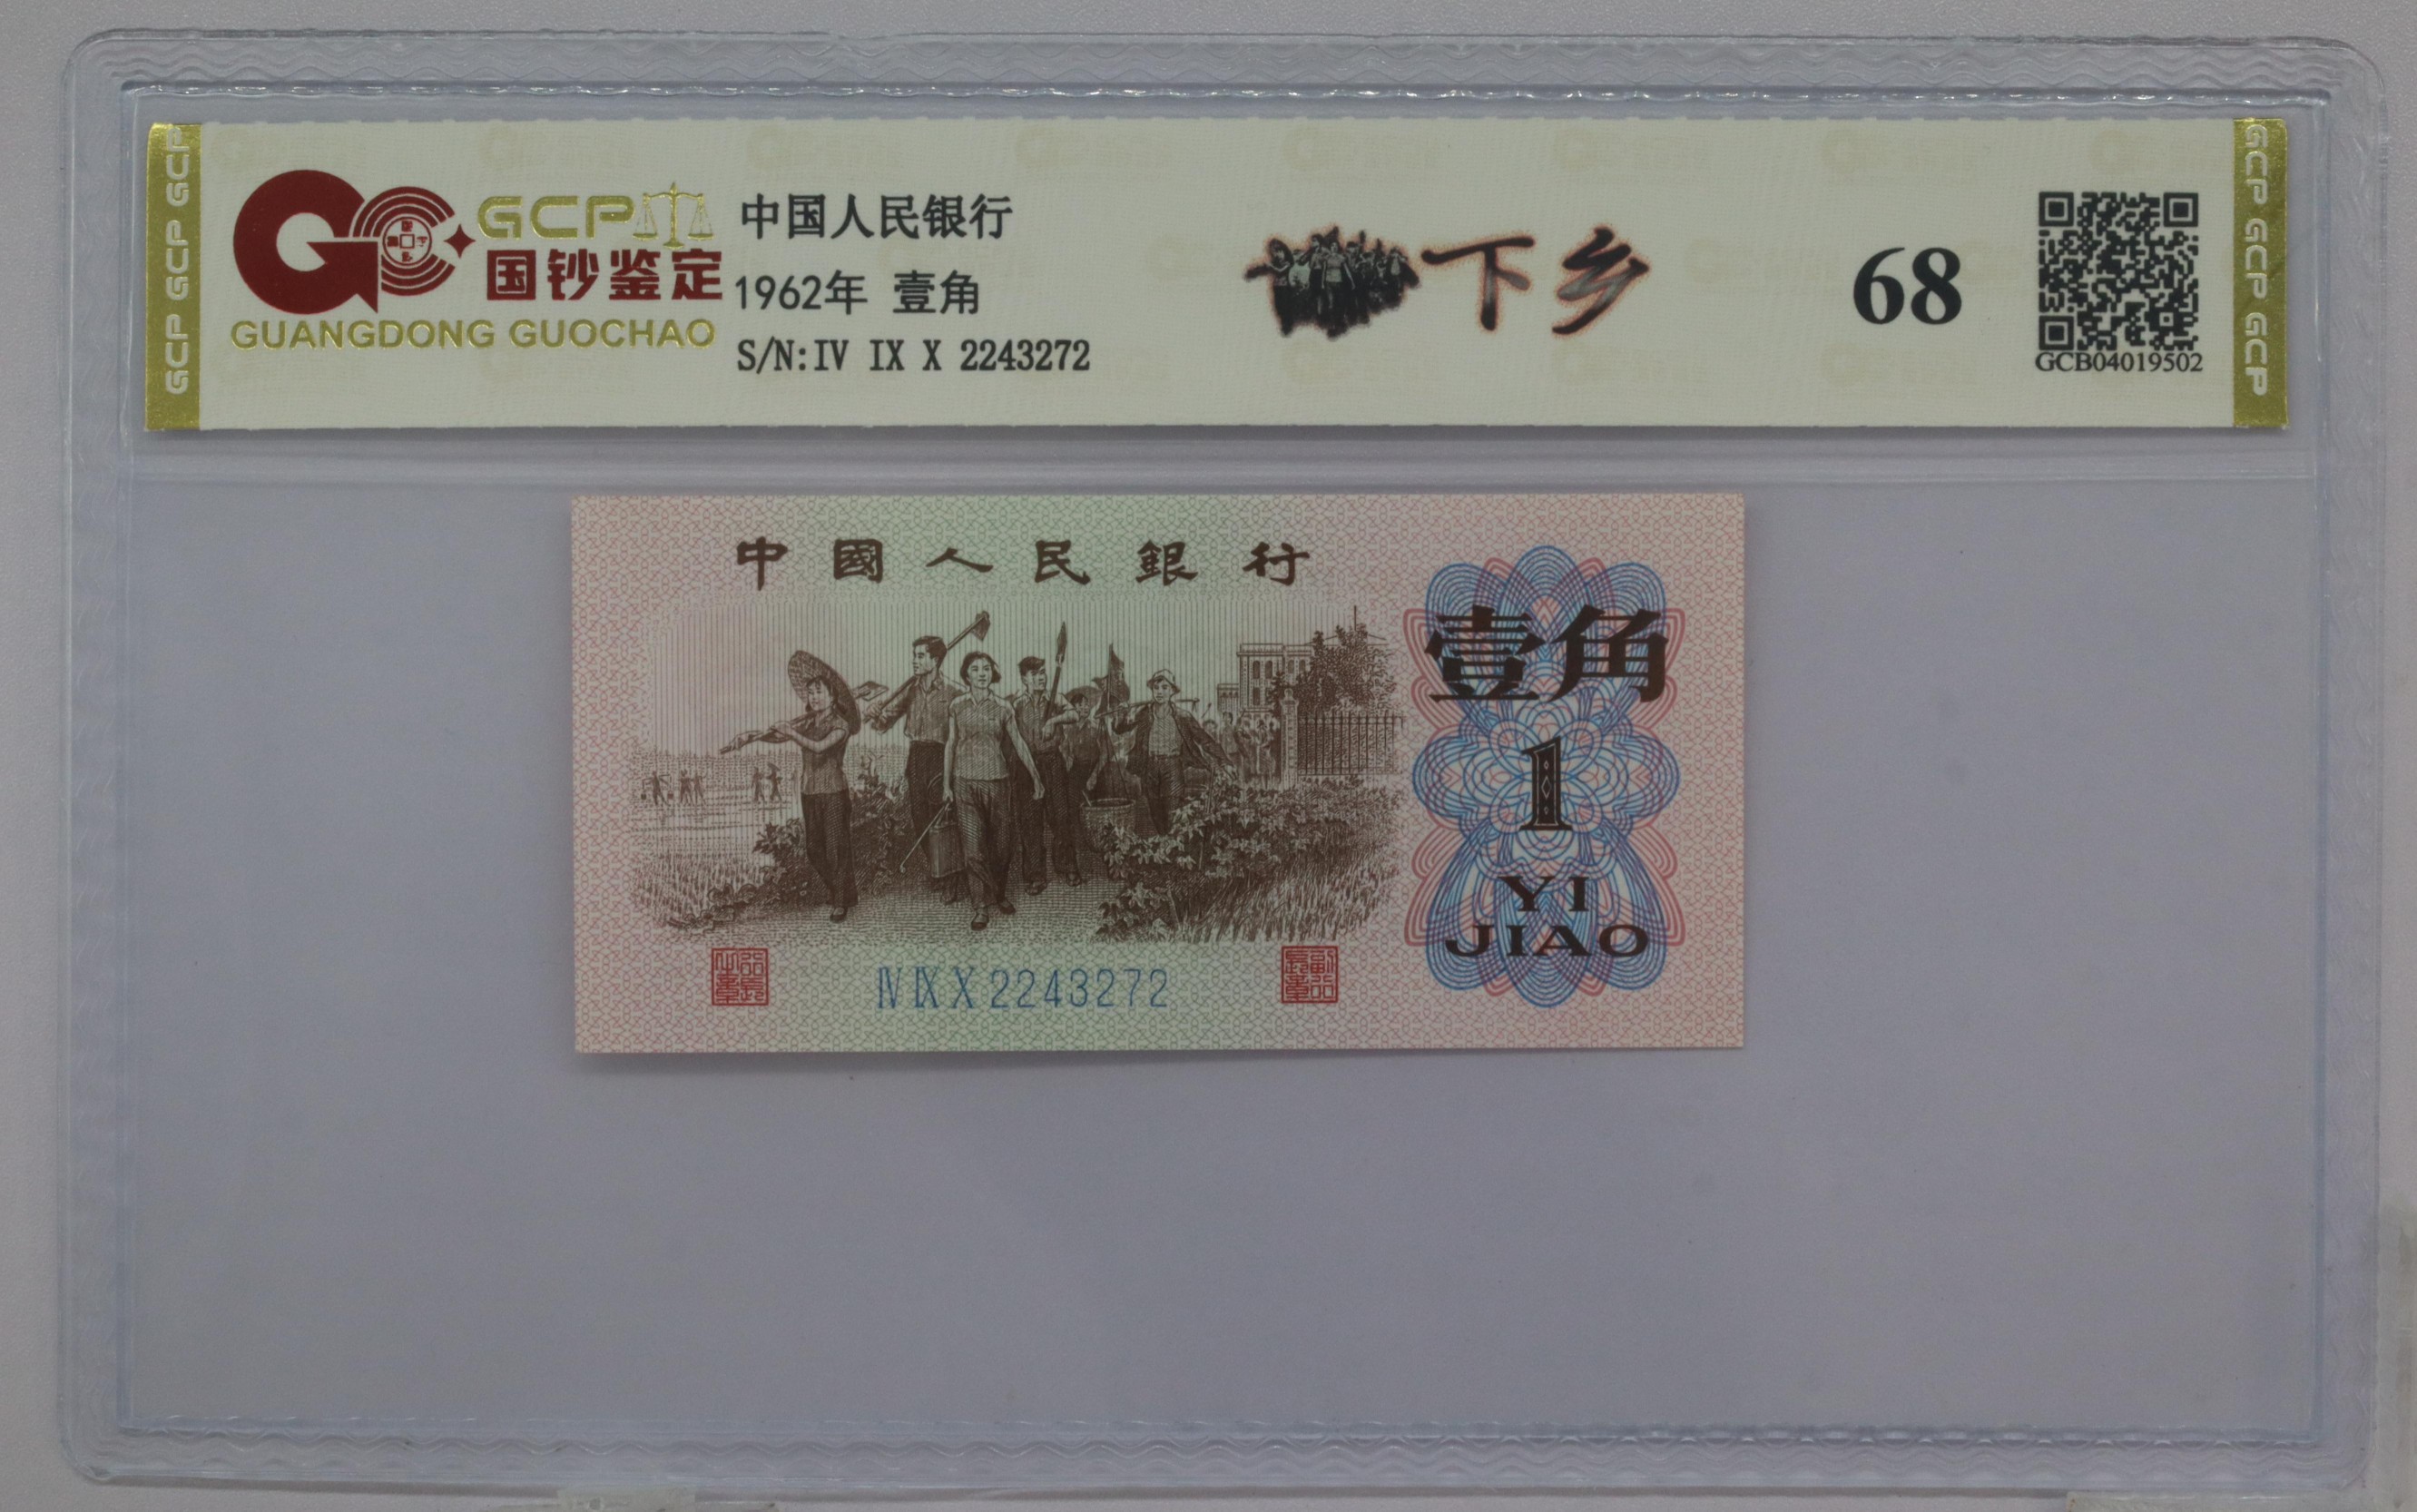 GCP GCP GCP
GCP
国钞鉴定
GUANGDONG GUOCHAO
中国人民银行
1962年 壹角
S/N:IV IX X 2243272
下乡
68
GCB04019502
GCP GCP GCP
中國人民銀行
壹角
1
YI
JIAO
IV IX X 2243272